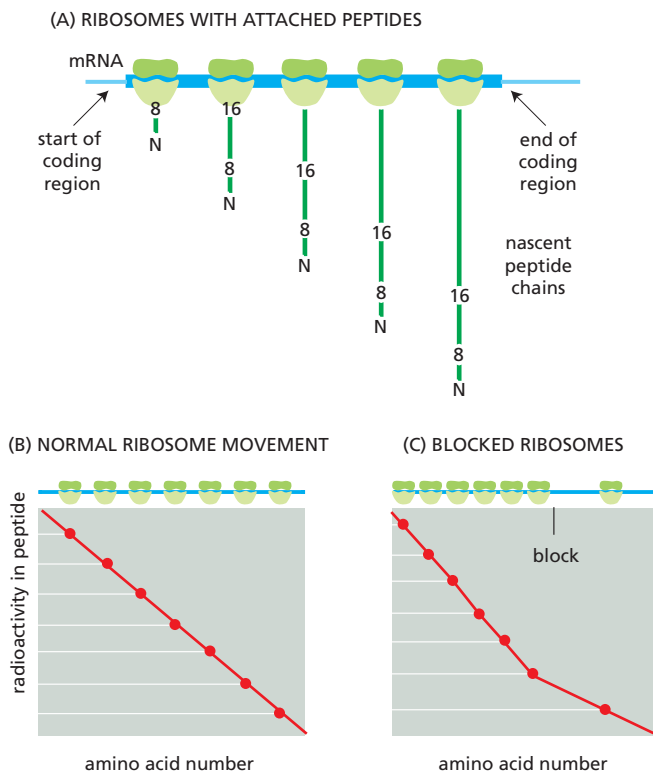 (A) RIBOSOMES WITH ATTACHED PEPTIDES
mRNA
8
16
start of
coding
region
end of
coding
region
N
8
16
N
8
16
nascent
peptide
chains
N
8
16
N
8
N
(B) NORMAL RIBOSOME MOVEMENT
(C) BLOCKED RIBOSOMES
radioactivity in peptide
block
amino acid number
amino acid number